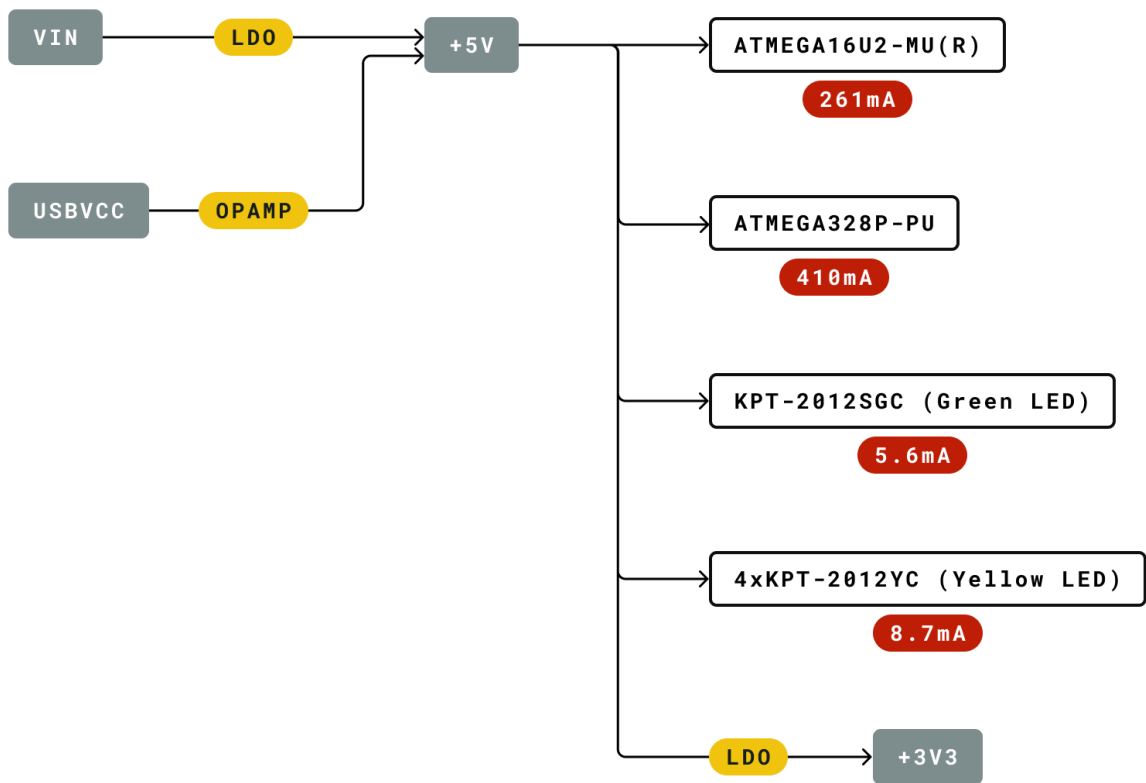 VIN
LDO
+5V
USBVCC
OPAMP
ATMEGA16U2-MU(R)
261mA
ATMEGA328P-PU
410mA
KPT-2012SGC (Green LED)
5.6mA
4xKPT-2012YC (Yellow LED)
8.7mA
LDO
+3V3